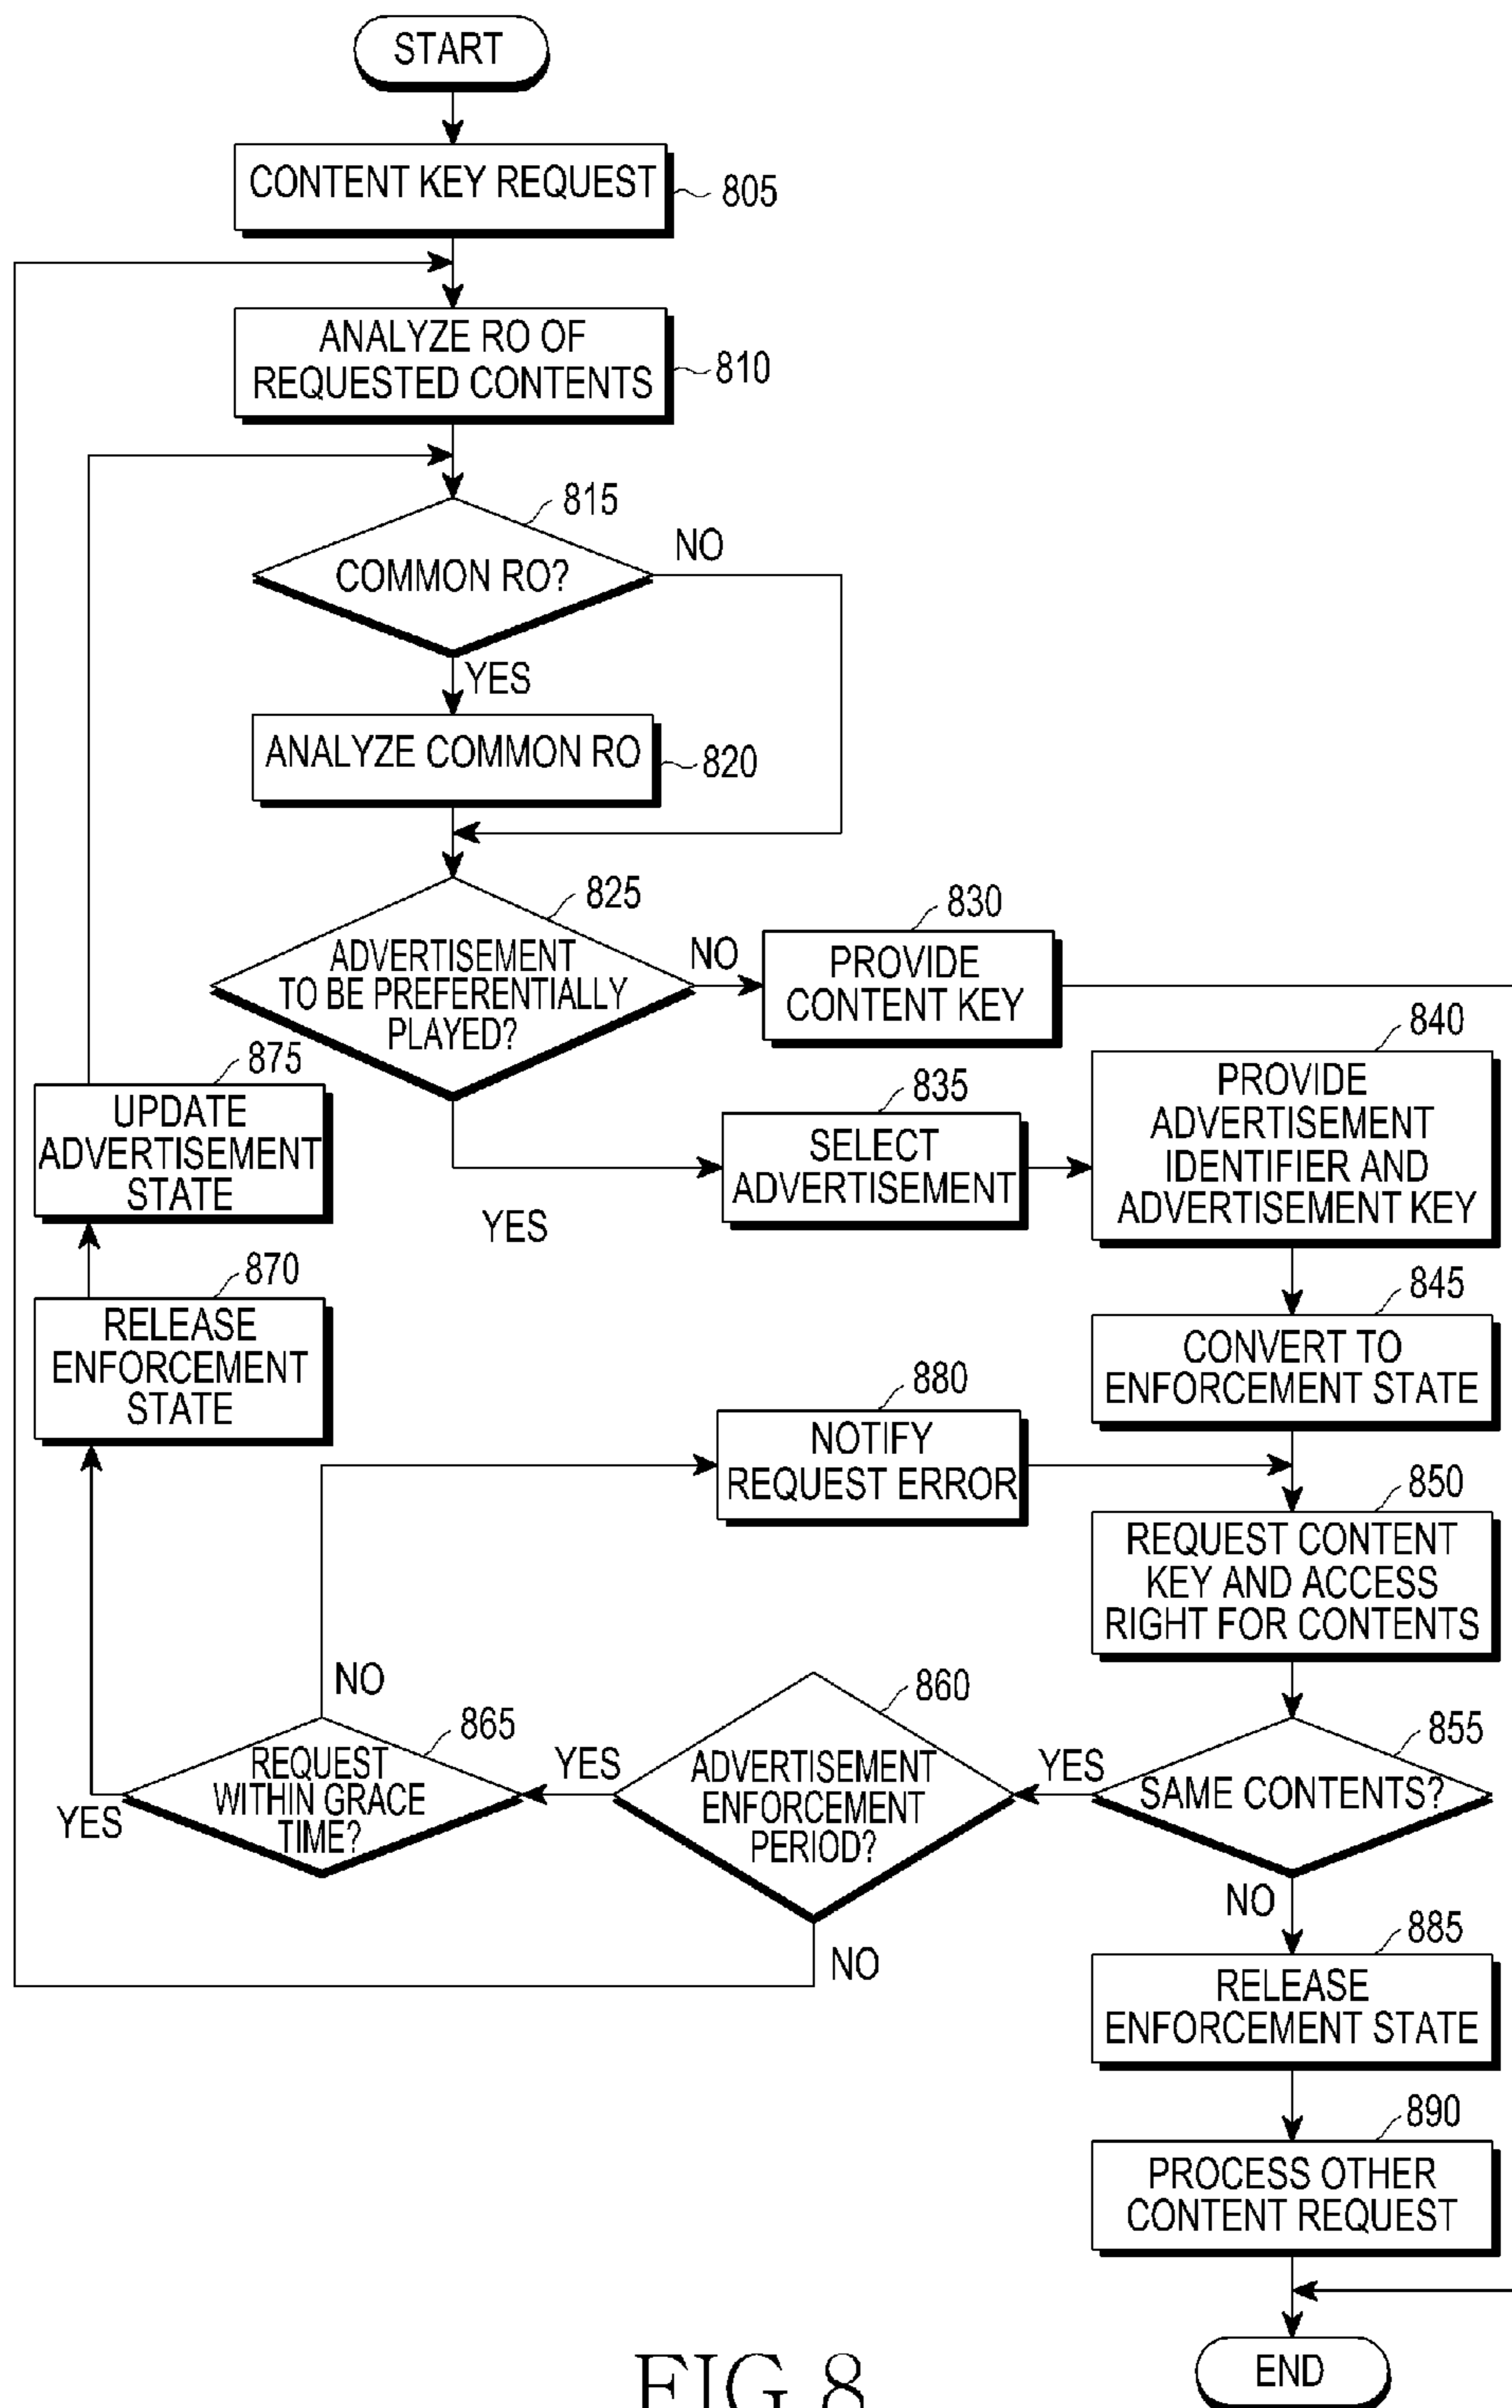 START
CONTENT KEY REQUEST
805
ANALYZE RO OF
REQUESTED CONTENTS
810
815
COMMON RO?
NO
YES
ANALYZE COMMON RO
820
825
ADVERTISEMENT
TO BE PREFERENTIALLY
PLAYED?
NO
YES
830
PROVIDE
CONTENT KEY
835
SELECT
ADVERTISEMENT
840
PROVIDE
ADVERTISEMENT
IDENTIFIER AND
ADVERTISEMENT KEY
845
CONVERT TO
ENFORCEMENT STATE
850
REQUEST CONTENT
KEY AND ACCESS
RIGHT FOR CONTENTS
855
SAME CONTENTS?
YES
NO
860
ADVERTISEMENT
ENFORCEMENT
PERIOD?
YES
NO
865
REQUEST
WITHIN GRACE
TIME?
YES
NO
870
RELEASE
ENFORCEMENT
STATE
875
UPDATE
ADVERTISEMENT
STATE
880
NOTIFY
REQUEST ERROR
885
RELEASE
ENFORCEMENT STATE
890
PROCESS OTHER
CONTENT REQUEST
END
FIG.8